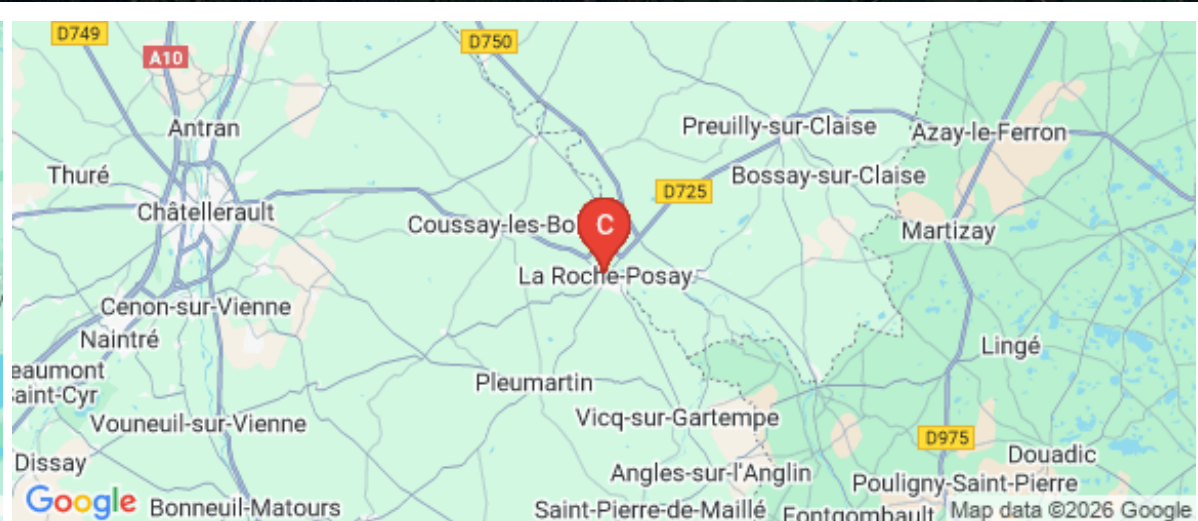 D749
D750
A10
Antran
Preuilly-sur-Claise
Azay-le-Ferron
Thuré
Bossay-sur-Claise
D725
Châtellerault
Coussay-les-Bo
C
Martizay
La Roche-Posay
Cenon-sur-Vienne
Naintré
Lingé
eaumont
Saint-Cyr
Pleumartin
Vouneuil-sur-Vienne
Vicq-sur-Gartempe
D975
Dissay
Douadic
Angles-sur-l'Anglin
Pouligny-Saint-Pierre
Google
Bonneuil-Matours
Saint-Pierre-de-Maillé
Fontgombault
Map data ©2026 Google